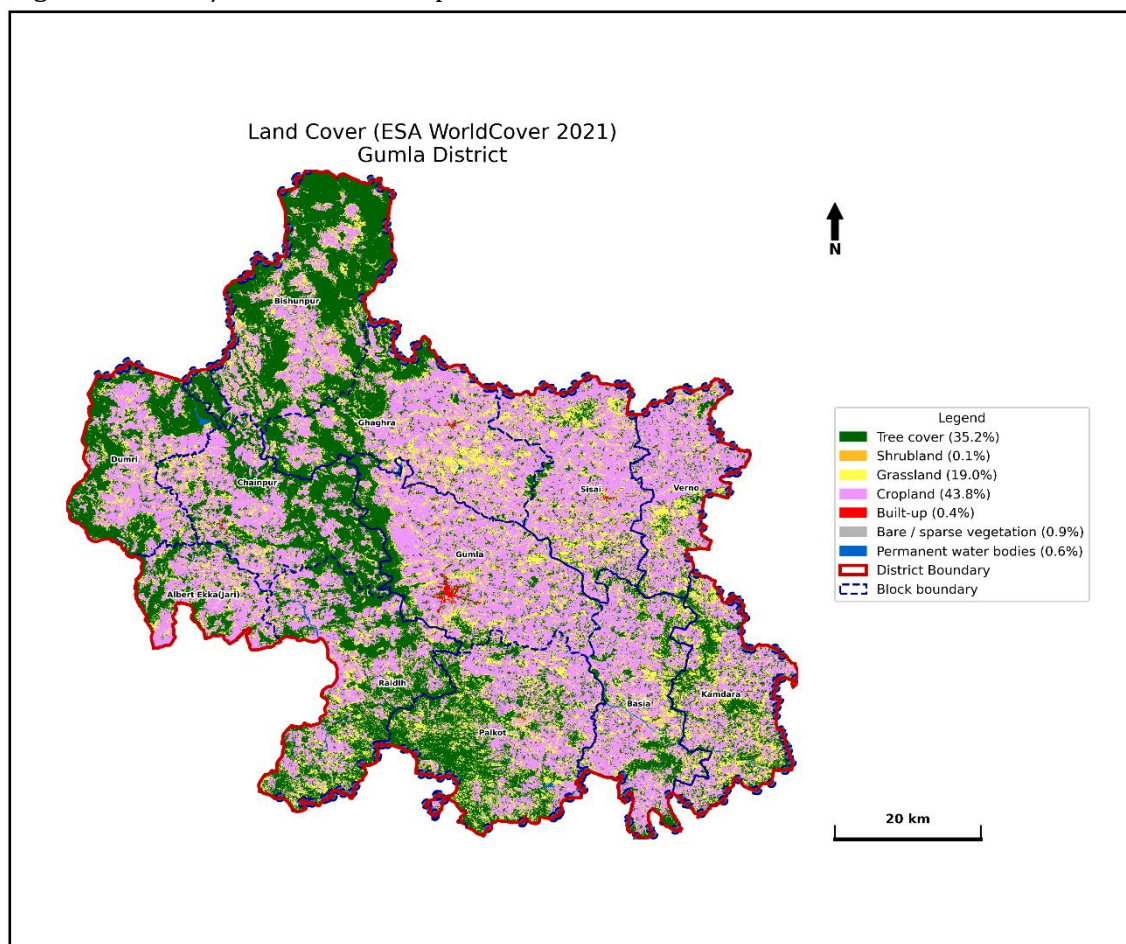 Land Cover (ESA WorldCover 2021)
Gumla District
N
Bishunpur
Ghaghra
Dumri
Chainpur
Sisai
Verno
Gumla
Albert Ekka(Jari)
Raidih
Palkot
Basia
Kamdara
Legend
Tree cover (35.2%)
Shrubland (0.1%)
Grassland (19.0%)
Cropland (43.8%)
Built-up (0.4%)
Bare / sparse vegetation (0.9%)
Permanent water bodies (0.6%)
District Boundary
Block boundary
20 km